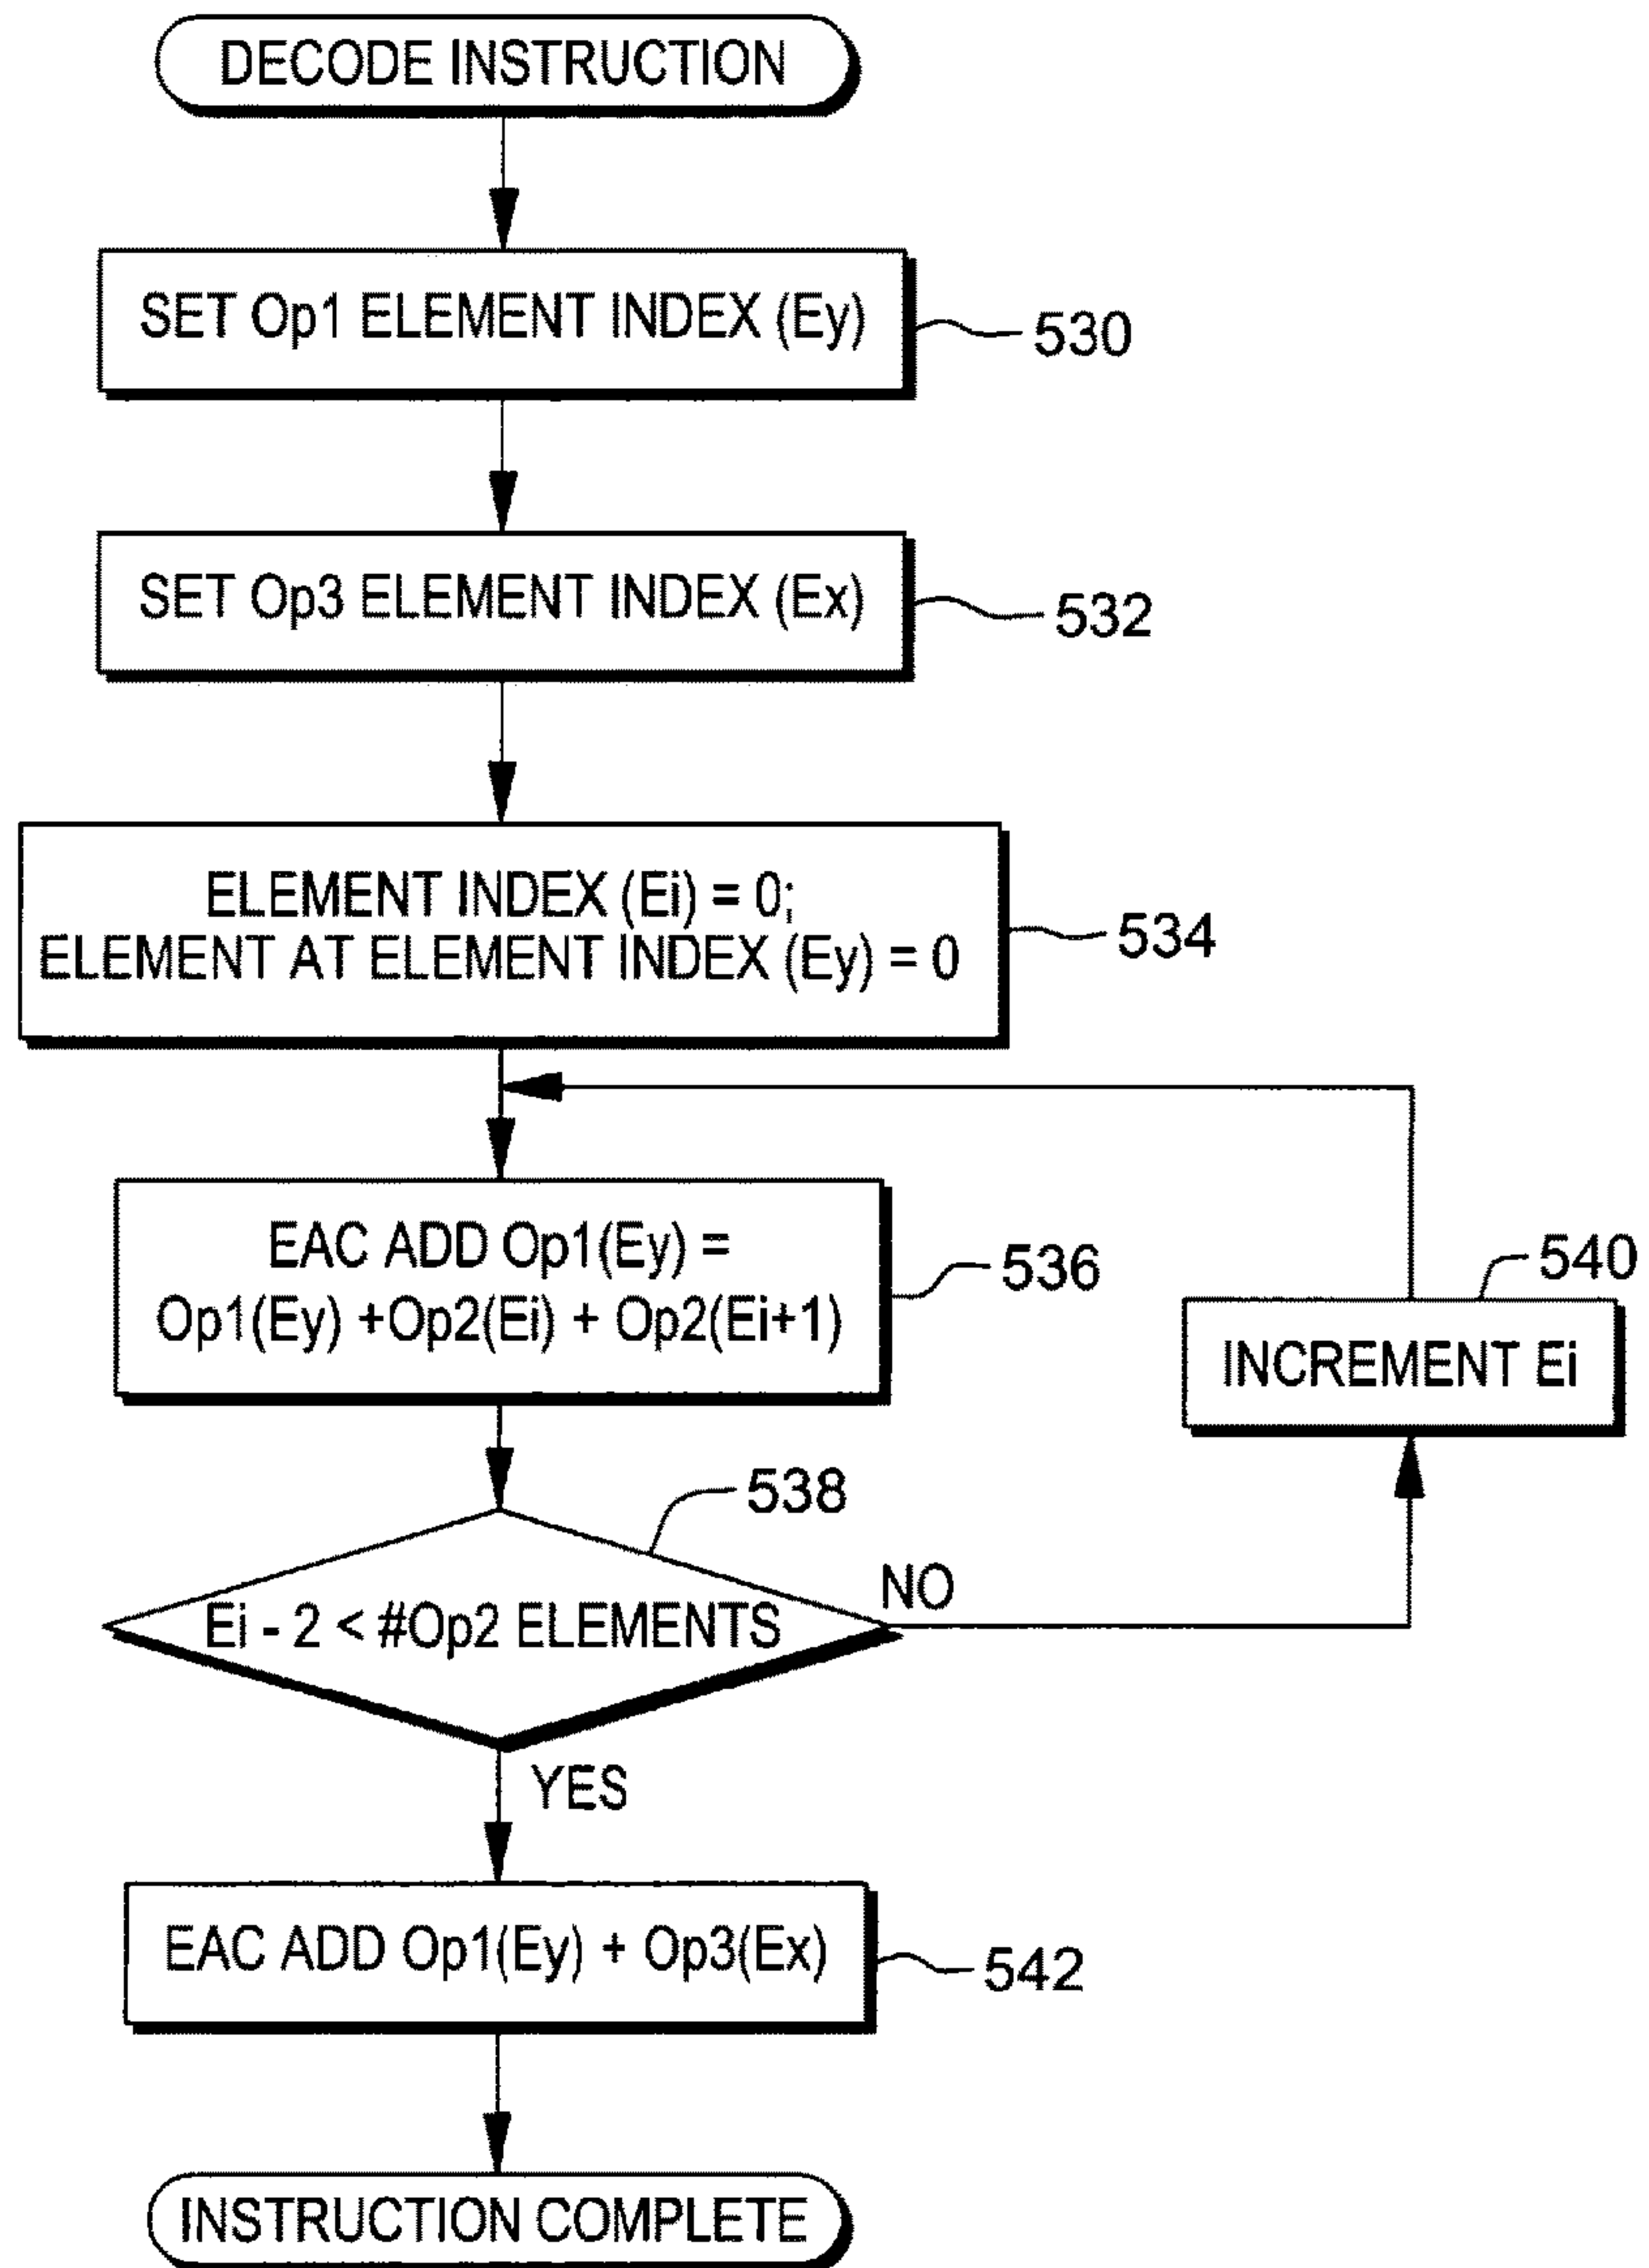 DECODE INSTRUCTION
SET Op1 ELEMENT INDEX (Ey)
530
SET Op3 ELEMENT INDEX (Ex)
532
ELEMENT INDEX (Ei) = 0;
ELEMENT AT ELEMENT INDEX (Ey) = 0
534
EAC ADD Op1(Ey) =
Op1(Ey) +Op2(Ei) + Op2(Ei+1)
536
540
INCREMENT Ei
538
Ei - 2 < #Op2 ELEMENTS
NO
YES
EAC ADD Op1(Ey) + Op3(Ex)
542
INSTRUCTION COMPLETE